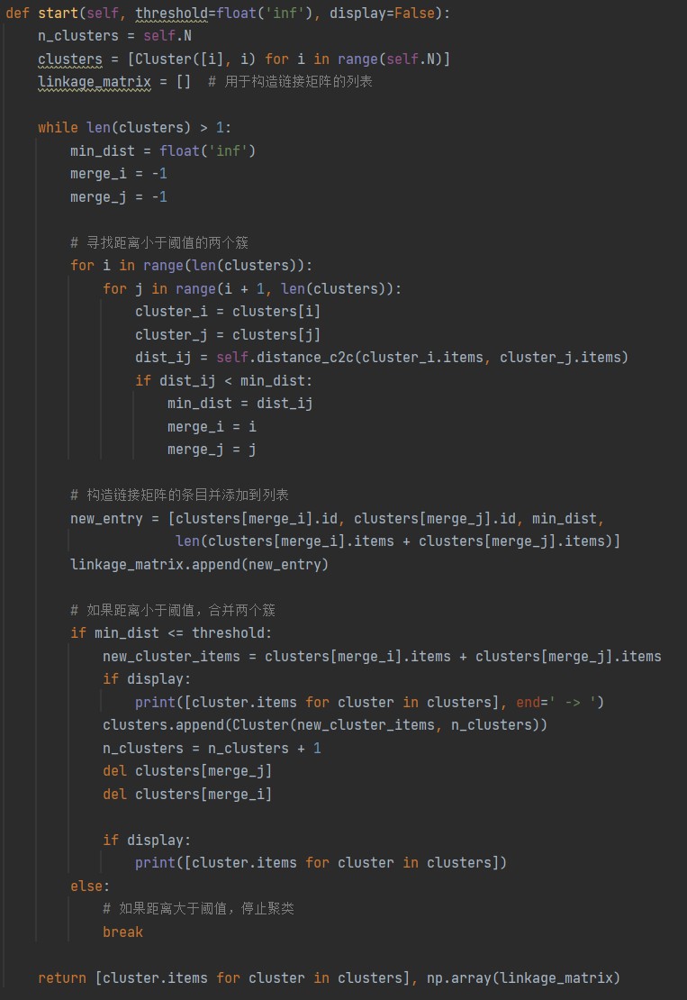 def start(self, threshold=float('inf'), display=False):
    n_clusters = self.N
    clusters = [Cluster([i], i) for i in range(self.N)]
    linkage_matrix = []  # 用于构造链接矩阵的列表

    while len(clusters) > 1:
        min_dist = float('inf')
        merge_i = -1
        merge_j = -1

        # 寻找距离小于阈值的两个簇
        for i in range(len(clusters)):
            for j in range(i + 1, len(clusters)):
                cluster_i = clusters[i]
                cluster_j = clusters[j]
                dist_ij = self.distance_c2c(cluster_i.items, cluster_j.items)
                if dist_ij < min_dist:
                    min_dist = dist_ij
                    merge_i = i
                    merge_j = j

        # 构造链接矩阵的条目并添加到列表
        new_entry = [clusters[merge_i].id, clusters[merge_j].id, min_dist,
                     len(clusters[merge_i].items + clusters[merge_j].items)]
        linkage_matrix.append(new_entry)

        # 如果距离小于阈值，合并两个簇
        if min_dist <= threshold:
            new_cluster_items = clusters[merge_i].items + clusters[merge_j].items
            if display:
                print([cluster.items for cluster in clusters], end=' -> ')
            clusters.append(Cluster(new_cluster_items, n_clusters))
            n_clusters = n_clusters + 1
            del clusters[merge_j]
            del clusters[merge_i]

            if display:
                print([cluster.items for cluster in clusters])
        else:
            # 如果距离大于阈值，停止聚类
            break

    return [cluster.items for cluster in clusters], np.array(linkage_matrix)